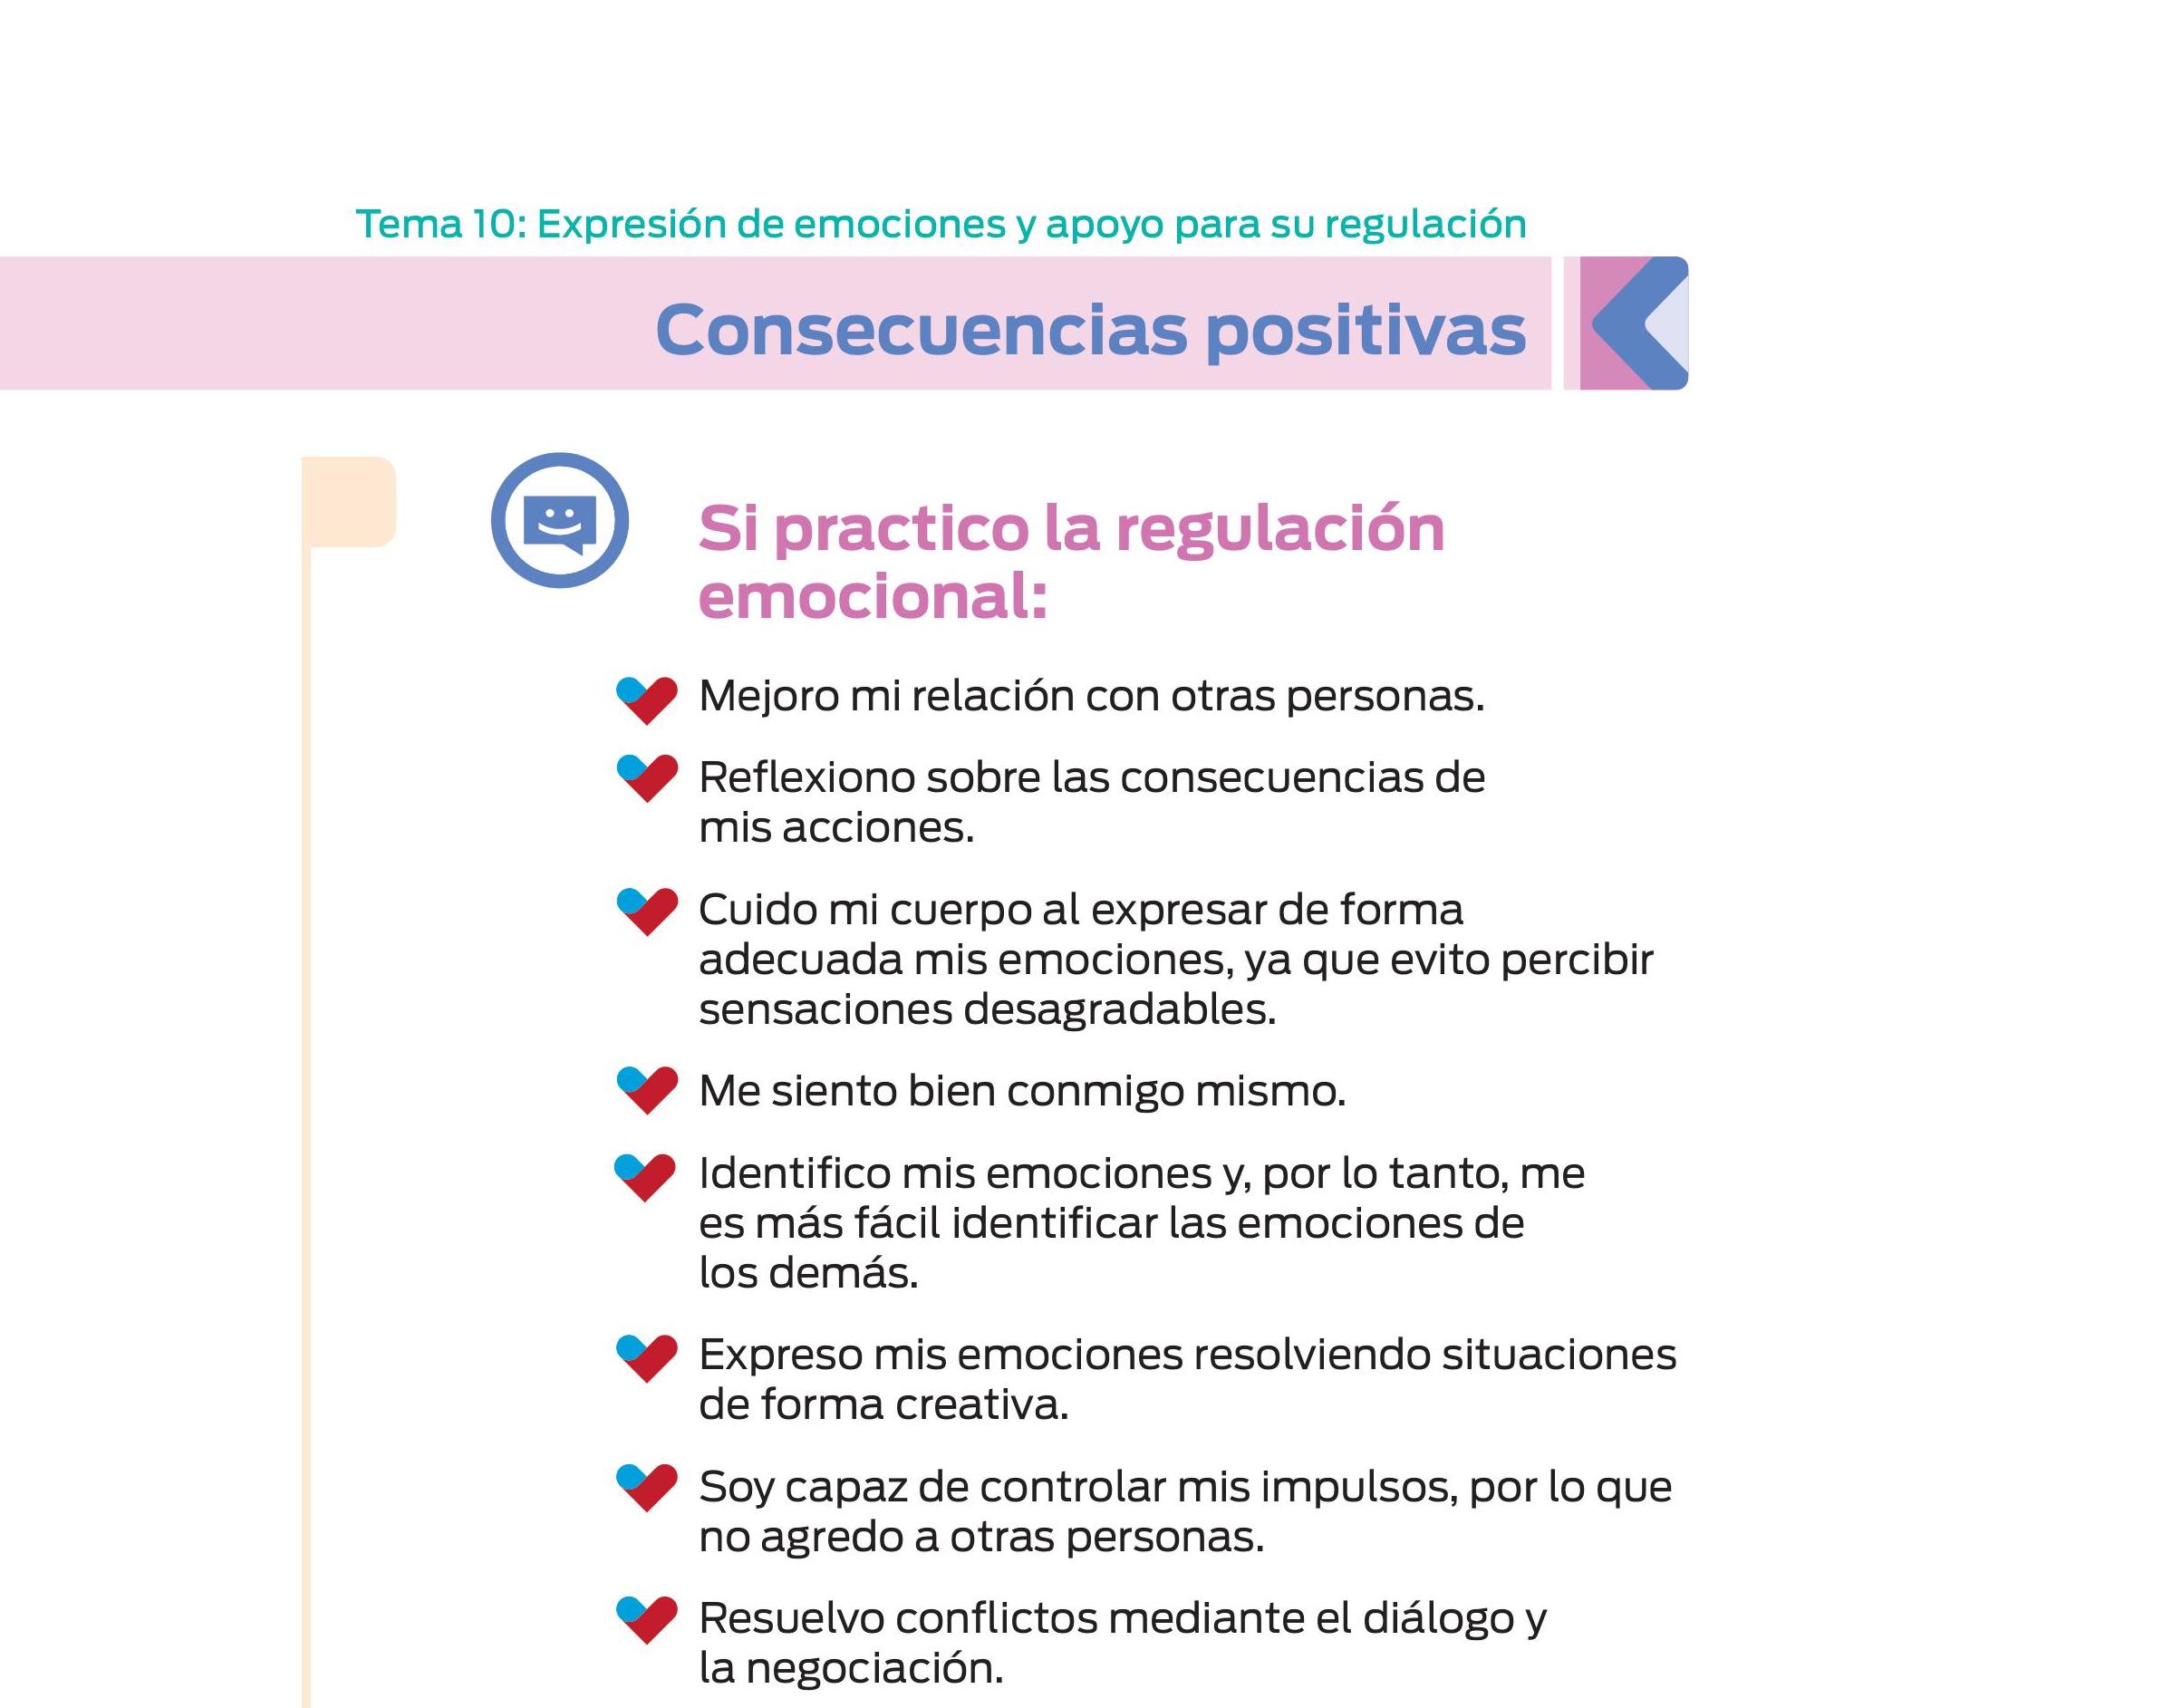 Tema 10: Expresión de emociones y apoyo para su regulación
Consecuencias positivas
Si practico la regulación
emocional:
Mejoro mi relación con otras personas.
Reflexiono sobre las consecuencias de
mis acciones.
Cuido mi cuerpo al expresar de forma
adecuada mis emociones, ya que evito percibir
sensaciones desagradables.
Me siento bien conmigo mismo.
Identifico mis emociones y, por lo tanto, me
es más fácil identificar las emociones de
los demás.
Expreso mis emociones resolviendo situaciones
de forma creativa.
Soy capaz de controlar mis impulsos, por lo que
no agredo a otras personas.
Resuelvo conflictos mediante el diálogo y
la negociación.